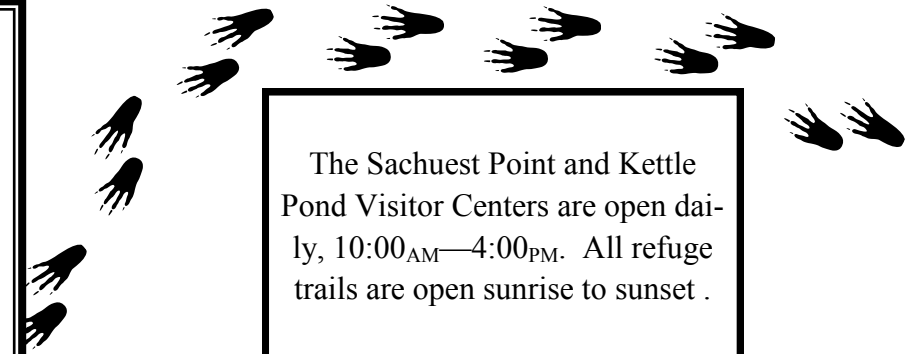 The Sachuest Point and Kettle
Pond Visitor Centers are open dai-
ly, 10:00AM—4:00PM.  All refuge
trails are open sunrise to sunset .